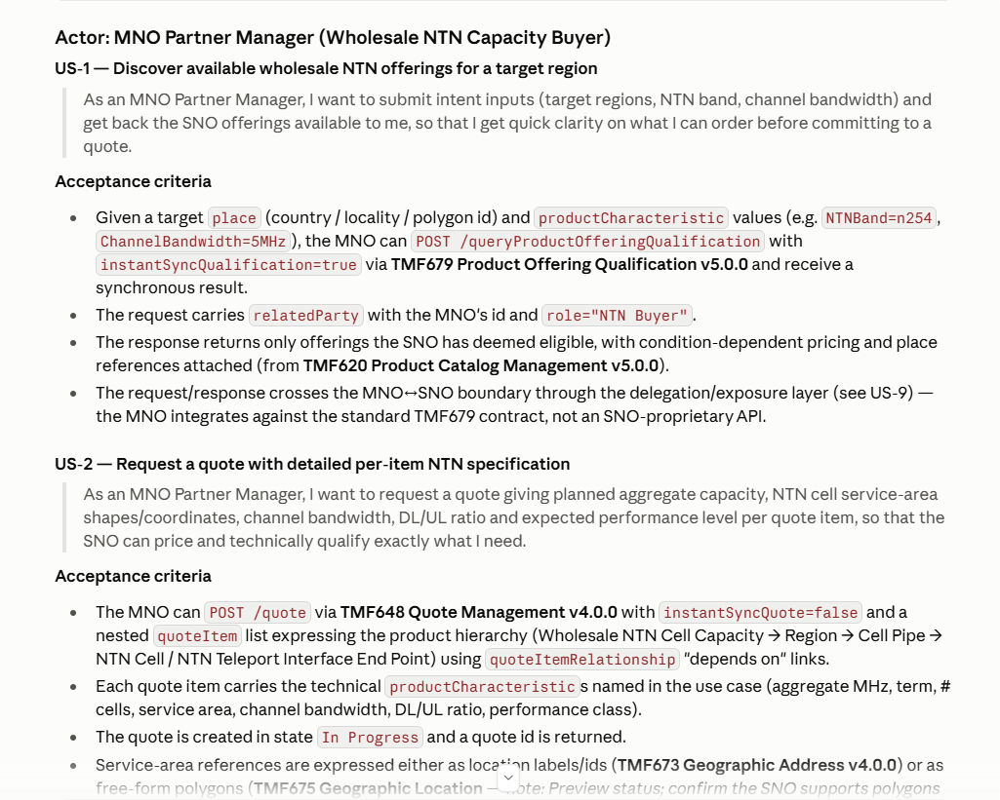 Actor: MNO Partner Manager (Wholesale NTN Capacity Buyer)
US-1 — Discover available wholesale NTN offerings for a target region
As an MNO Partner Manager, I want to submit intent inputs (target regions, NTN band, channel bandwidth) and
get back the SNO offerings available to me, so that I get quick clarity on what I can order before committing to a
quote.
Acceptance criteria
• Given a target place (country / locality / polygon id) and productCharacteristic values (e.g. NTNBand=n254,
ChannelBandwidth=5MHz), the MNO can POST /queryProductOfferingQualification with
instantSyncQualification=true via TMF679 Product Offering Qualification v5.0.0 and receive a
synchronous result.
• The request carries relatedParty with the MNO's id and role="NTN Buyer".
• The response returns only offerings the SNO has deemed eligible, with condition-dependent pricing and place
references attached (from TMF620 Product Catalog Management v5.0.0).
• The request/response crosses the MNO↔SNO boundary through the delegation/exposure layer (see US-9) —
the MNO integrates against the standard TMF679 contract, not an SNO-proprietary API.
US-2 — Request a quote with detailed per-item NTN specification
As an MNO Partner Manager, I want to request a quote giving planned aggregate capacity, NTN cell service-area
shapes/coordinates, channel bandwidth, DL/UL ratio and expected performance level per quote item, so that the
SNO can price and technically qualify exactly what I need.
Acceptance criteria
• The MNO can POST /quote via TMF648 Quote Management v4.0.0 with instantSyncQuote=false and a
nested quoteItem list expressing the product hierarchy (Wholesale NTN Cell Capacity → Region → Cell Pipe →
NTN Cell / NTN Teleport Interface End Point) using quoteItemRelationship "depends on" links.
• Each quote item carries the technical productCharacteristics named in the use case (aggregate MHz, term, #
cells, service area, channel bandwidth, DL/UL ratio, performance class).
• The quote is created in state In Progress and a quote id is returned.
• Service-area references are expressed either as location labels/ids (TMF673 Geographic Address v4.0.0) or as
free-form polygons (TMF675 Geographic Location — Preview status; confirm the SNO supports polygons